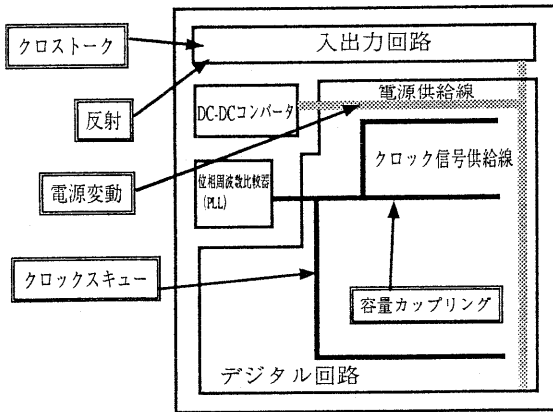 クロストーク
反射
電源変動
クロックスキュー
入出力回路
DC-DCコンバータ
電源供給線
位相周波数比較器
(PLL)
クロック信号供給線
容量カップリング
デジタル回路